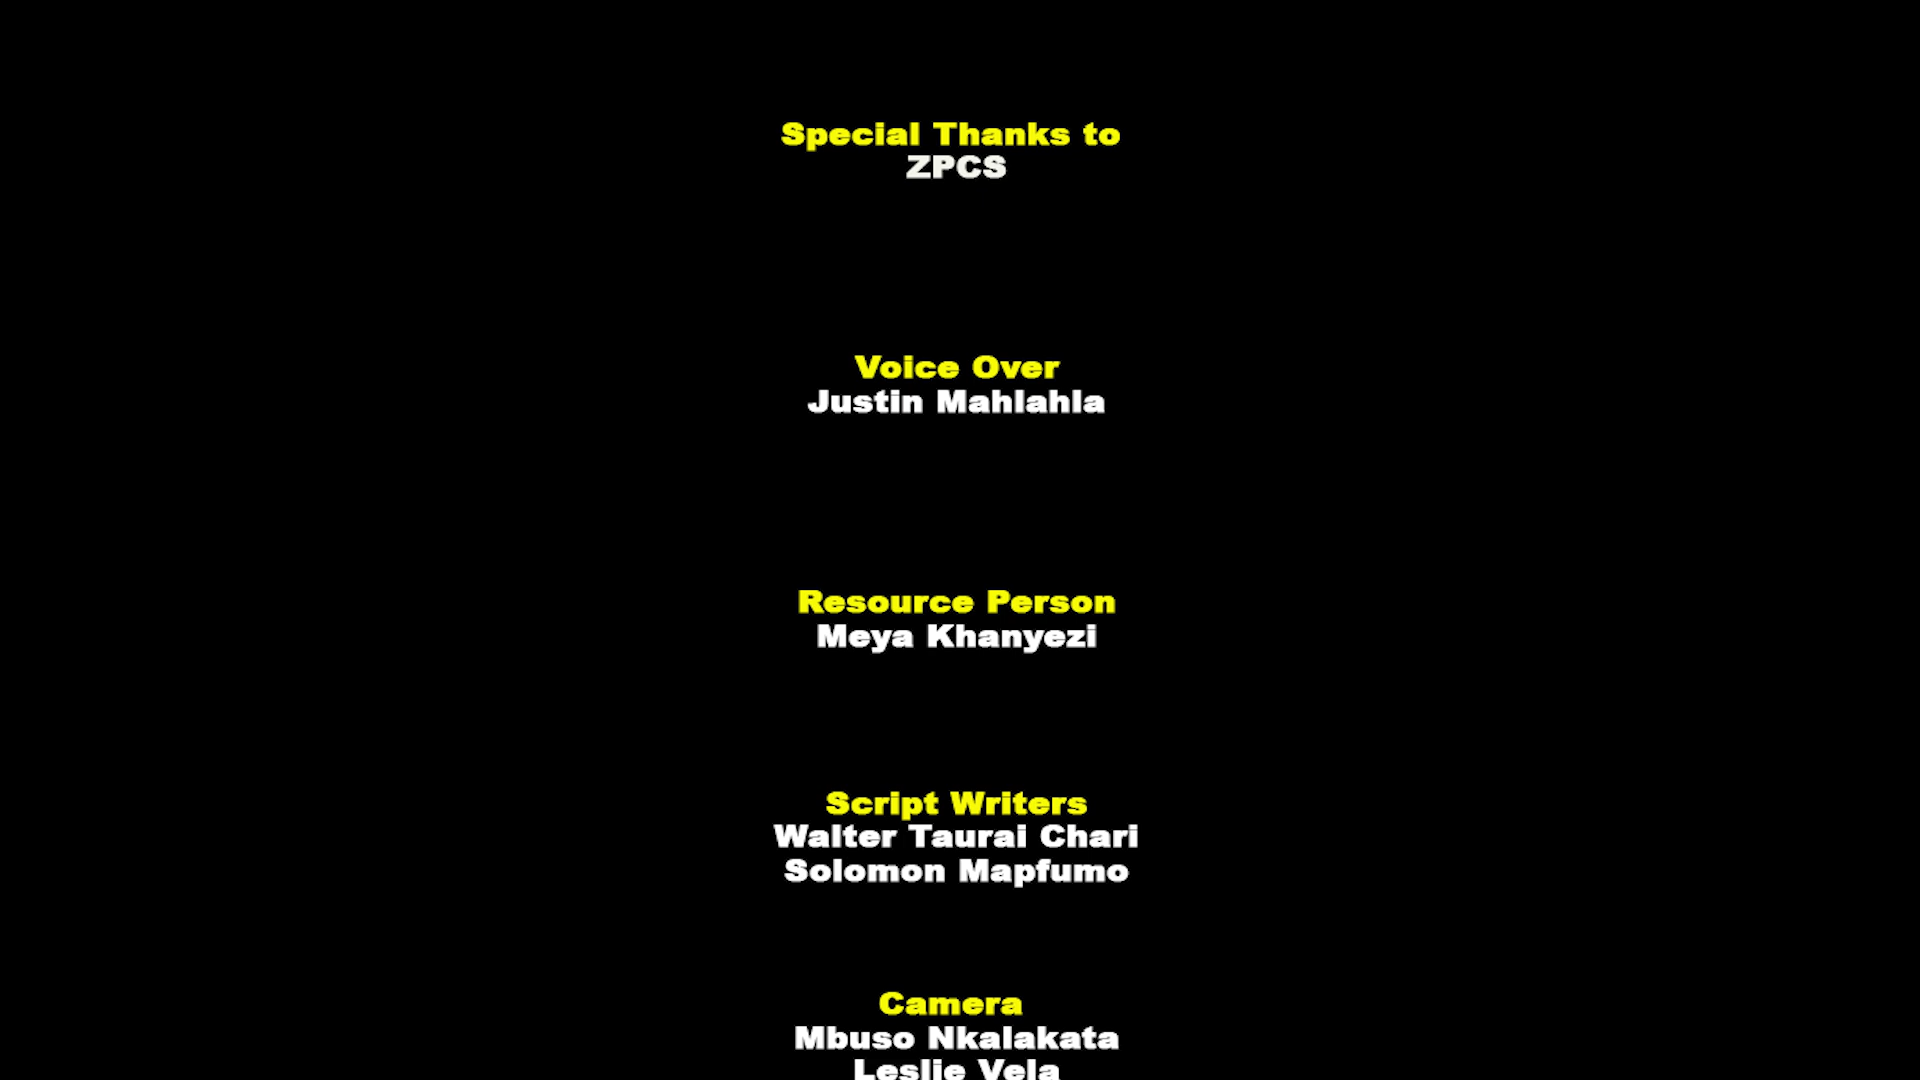 Special Thanks to
ZPCS
Voice Over
Justin Mahlahla
Resource Person
Meya Khanyezi
Script Writers
Walter Taurai Chari
Solomon Mapfumo
Camera
Mbuso Nkalakata
Leslie Vela